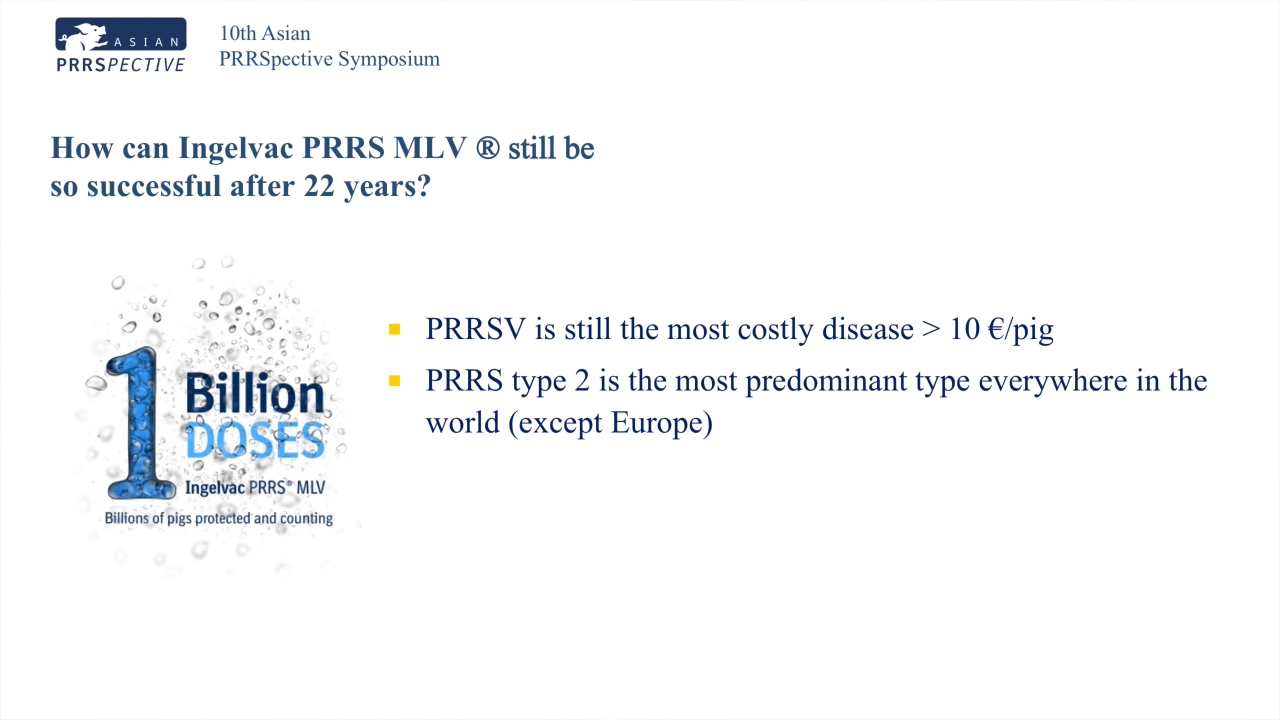 ASIAN
PRRSPECTIVE
10th Asian
PRRSpective Symposium
How can Ingelvac PRRS MLV ® still be
so successful after 22 years?
1 Billion
DOSES
Ingelvac PRRS® MLV
Billions of pigs protected and counting
PRRSV is still the most costly disease > 10 €/pig
PRRS type 2 is the most predominant type everywhere in the
world (except Europe)